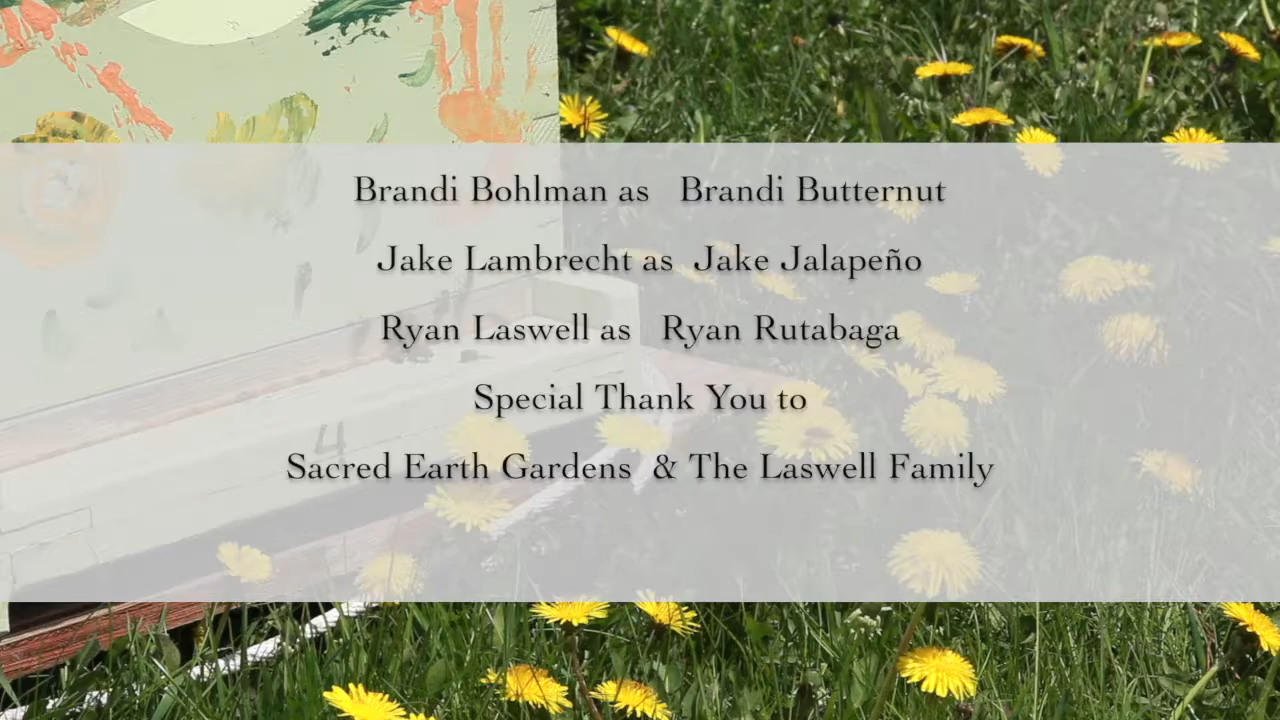 Brandi Bohlman as Brandi Butternut
Jake Lambrecht as Jake Jalapeño
Ryan Laswell as Ryan Rutabaga
Special Thank You to
Sacred Earth Gardens & The Laswell Family
4